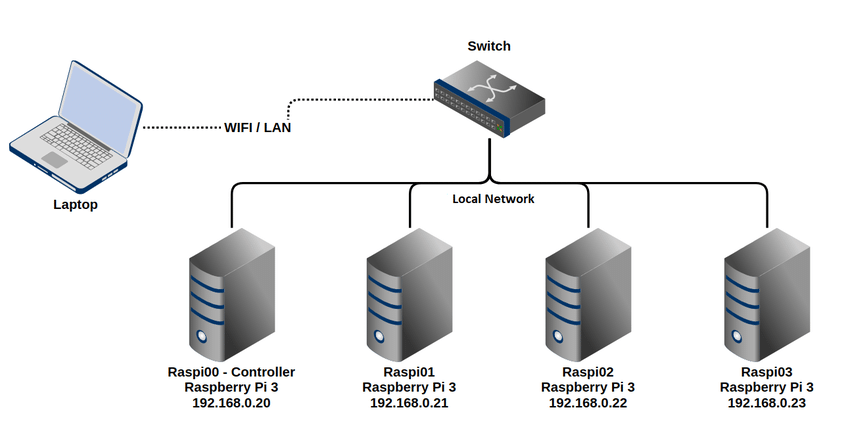 Switch
WIFI / LAN
Laptop
Local Network
Raspi00 - Controller
Raspberry Pi 3
192.168.0.20
Raspi01
Raspberry Pi 3
192.168.0.21
Raspi02
Raspberry Pi 3
192.168.0.22
Raspi03
Raspberry Pi 3
192.168.0.23